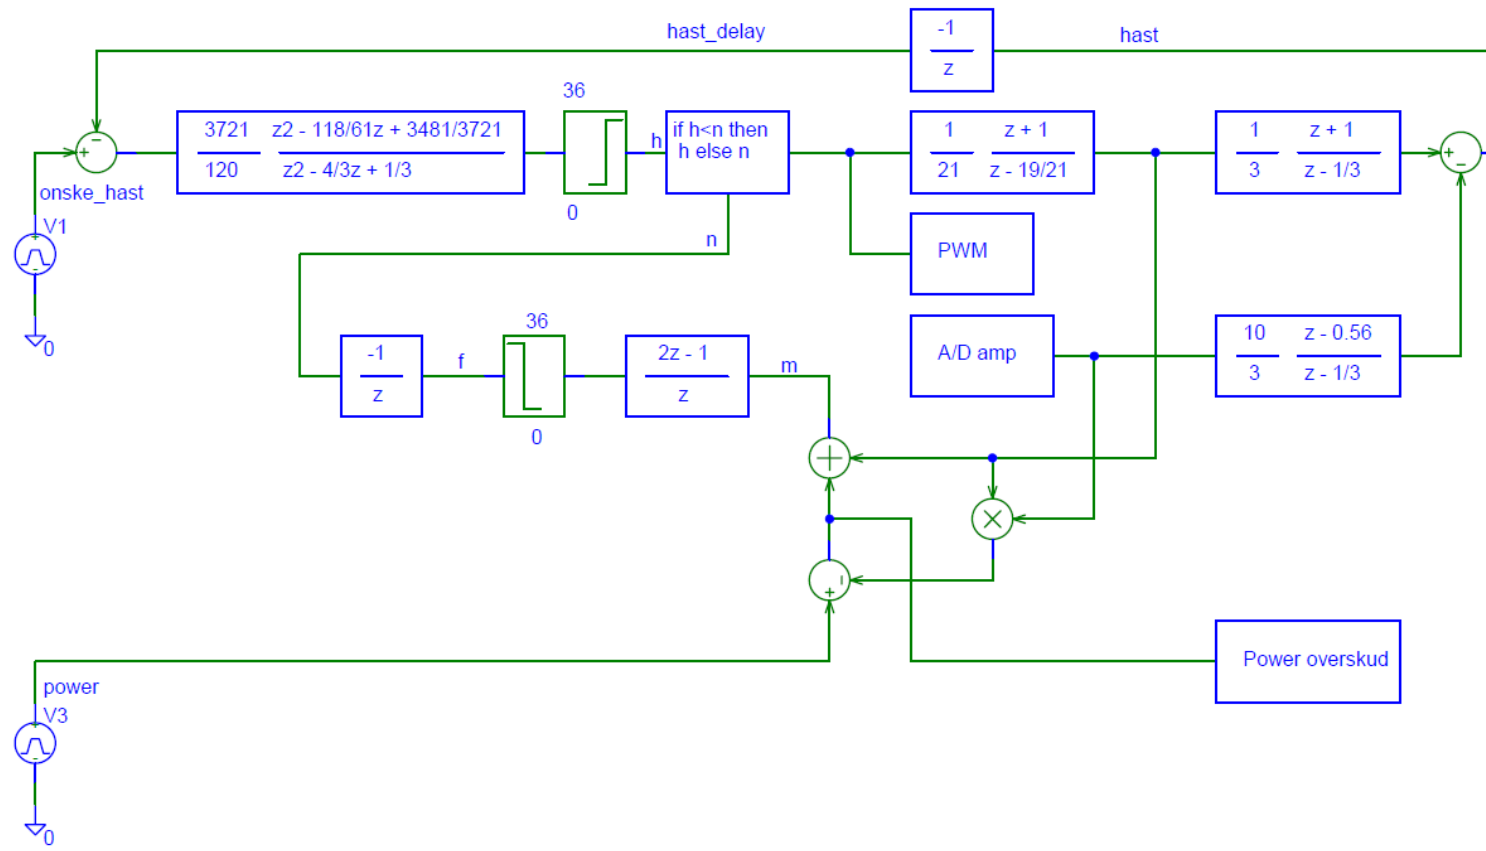 hast_delay
-1
z
hast
36
3721
120
z2 - 118/61z + 3481/3721
z2 - 4/3z + 1/3
h
if h<n then
h else n
1
21
z + 1
z - 19/21
1
3
z + 1
z - 1/3
+
-
+
-
onske_hast
0
V1
+
-
n
PWM
0
36
-1
z
f
2z - 1
z
m
A/D amp
10
3
z - 0.56
z - 1/3
0
+
-
Power overskud
power
V3
+
-
0